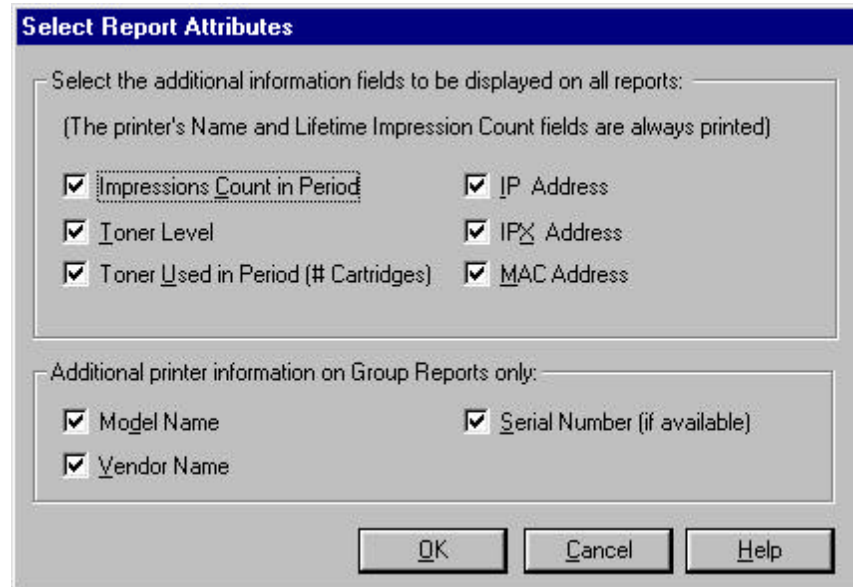 Select Report Attributes
Select the additional information fields to be displayed on all reports:
(The printer's Name and Lifetime Impression Count fields are always printed)
Impressions Count in Period
IP Address
Toner Level
IPX Address
Toner Used in Period (# Cartridges)
MAC Address
Additional printer information on Group Reports only:
Model Name
Serial Number (if available)
Vendor Name
OK
Cancel
Help